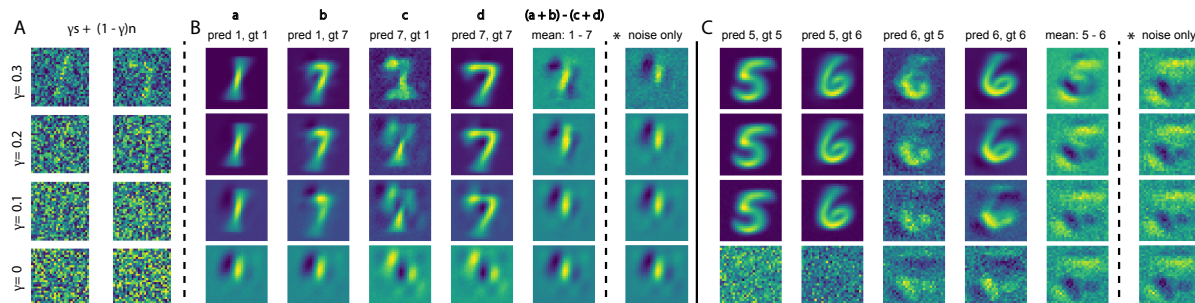 a b c d (a + b) - (c + d)
A γs + (1 - γ)n B pred 1, gt 1 pred 1, gt 7 pred 7, gt 1 pred 7, gt 7 mean: 1 - 7 * noise only C pred 5, gt 5 pred 5, gt 6 pred 6, gt 5 pred 6, gt 6 mean: 5 - 6 * noise only
γ= 0.3
γ= 0.2
γ= 0.1
γ= 0